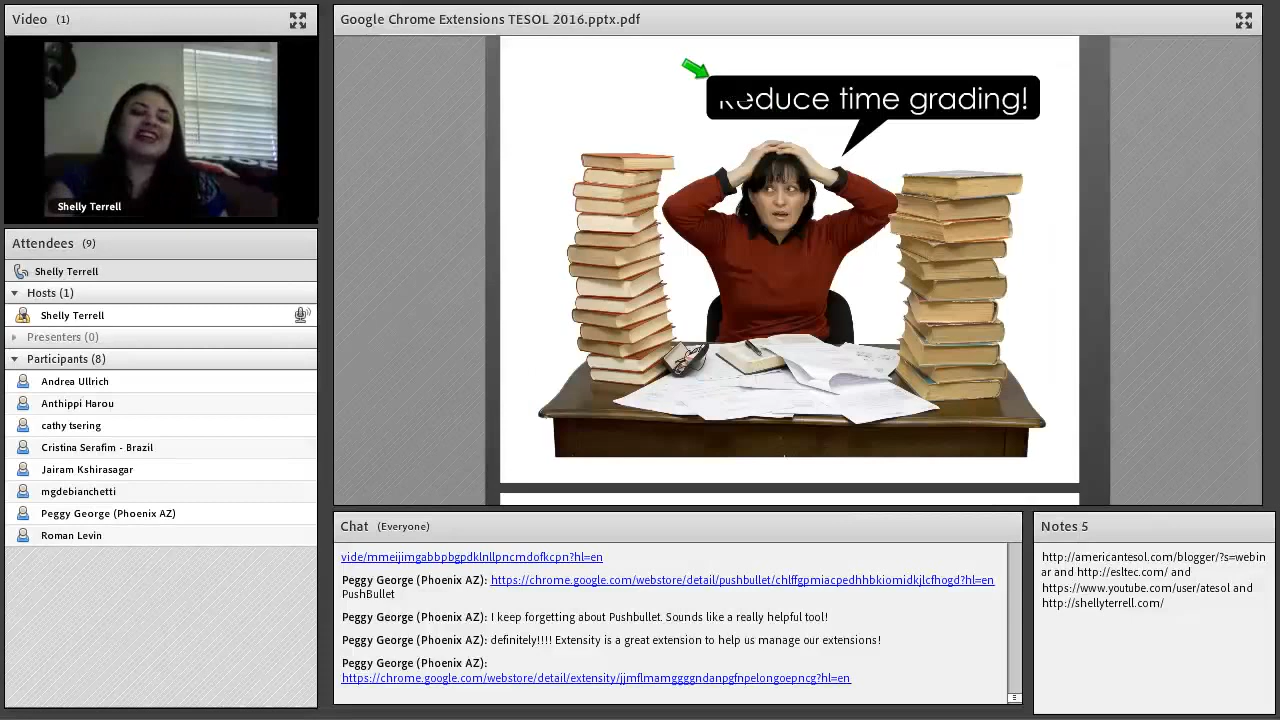 Video (1)
Shelly Terrell
Attendees (9)
Shelly Terrell
Hosts (1)
Shelly Terrell
Presenters (0)
Participants (8)
Andrea Ullrich
Anthippi Harou
cathy tsering
Cristina Serafim - Brazil
Jairam Kshirasagar
mgdebianchetti
Peggy George (Phoenix AZ)
Roman Levin
Google Chrome Extensions TESOL 2016.pptx.pdf
Reduce time grading!
Chat (Everyone)
vide/mmeijimgabbpbgpdklnllpncmdofkcpn?hl=en
Peggy George (Phoenix AZ): https://chrome.google.com/webstore/detail/pushbullet/chlffgpmiacpedhhbkiomidkjlcfhogd?hl=en
PushBullet
Peggy George (Phoenix AZ): I keep forgetting about Pushbullet. Sounds like a really helpful tool!
Peggy George (Phoenix AZ): definitely!!!! Extensity is a great extension to help us manage our extensions!
Peggy George (Phoenix AZ):
https://chrome.google.com/webstore/detail/extensity/jjmflmamggggndanpgfnpelongoepncg?hl=en
Notes 5
http://americantesol.com/blogger/?s=webin
ar and http://esltec.com/ and
https://www.youtube.com/user/atesol and
http://shellyterrell.com/